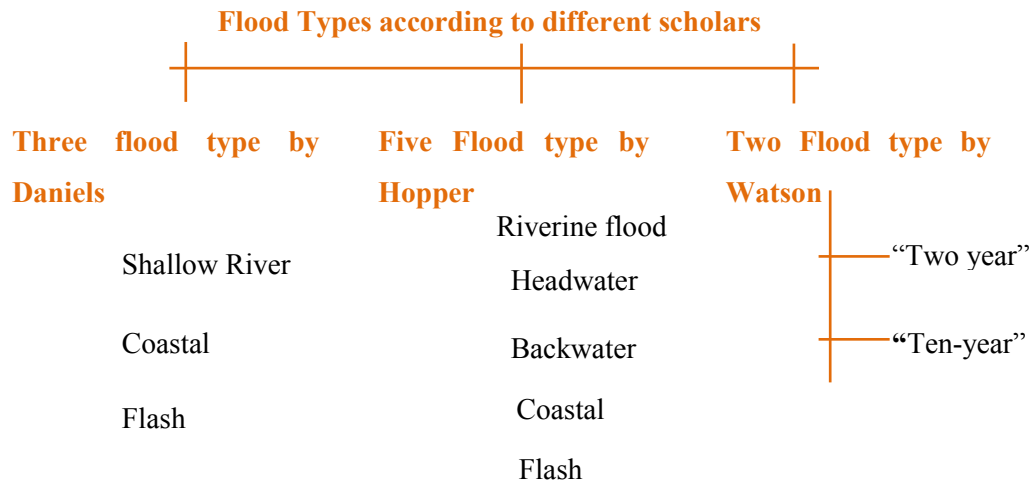 Flood Types according to different scholars
Three flood type by
Daniels
Shallow River
Coastal
Flash
Five Flood type by
Hopper
Riverine flood
Headwater
Backwater
Coastal
Flash
Two Flood type by
Watson
“Two year”
“Ten-year”